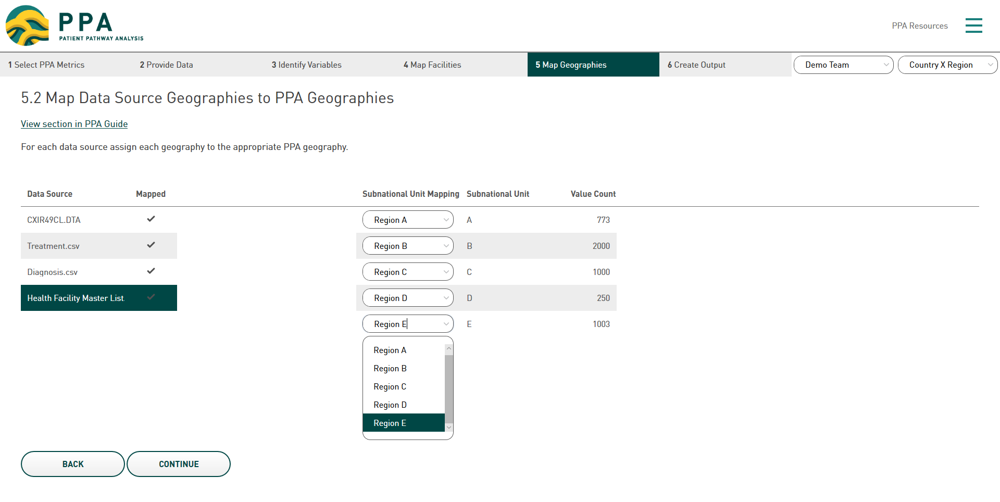 PPA
PATIENT PATHWAY ANALYSIS
PPA Resources
1 Select PPA Metrics
2 Provide Data
3 Identify Variables
4 Map Facilities
5 Map Geographies
6 Create Output
Demo Team
Country X Region
5.2 Map Data Source Geographies to PPA Geographies
View section in PPA Guide
For each data source assign each geography to the appropriate PPA geography.
Data Source Mapped Subnational Unit Mapping Subnational Unit Value Count
CXIR49CL.DTA Region A A 773
Treatment.csv Region B B 2000
Diagnosis.csv Region C C 1000
Health Facility Master List. Region D D 250
Region E E 1003
Region A
Region B
Region C
Region D
Region E
BACK CONTINUE